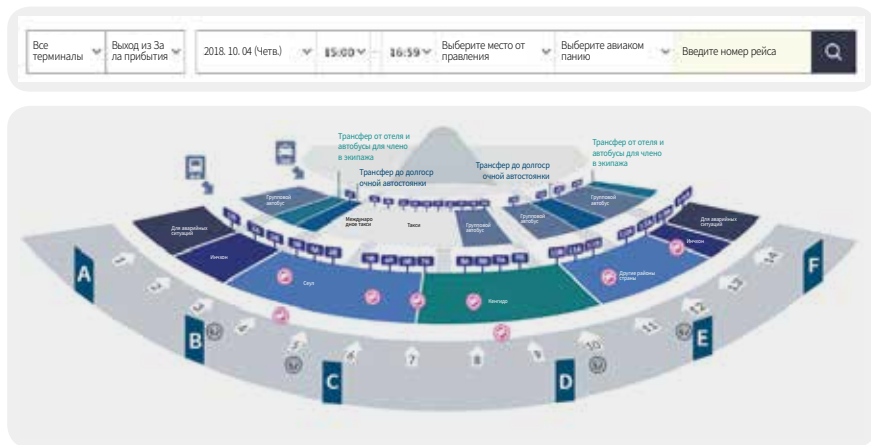 Все
терминалы
Выход из За
ла прибытия
2018. 10. 04 (Четв.)
15:00
16:59
Выберите место от
правления
Выберите авиаком
панию
Введите номер рейса
Трансфер от отеля и
автобусы для члено
в экипажа
Трансфер до долгоср
очной автостоянки
Трансфер до долгоср
очной автостоянки
Трансфер от отеля и
автобусы для члено
в экипажа
Групповой
автобус
Междунаро
дное такси
Такси
Групповой
автобус
Групповой
автобус
Групповой
автобус
Для аварийных
ситуаций
Инчхон
Сеул
Кёнгидо
Другие районы
страны
Инчхон
Для аварийных
ситуаций
A
B
C
D
E
F
1
2
3
4
5
6
7
8
9
10
11
12
13
14